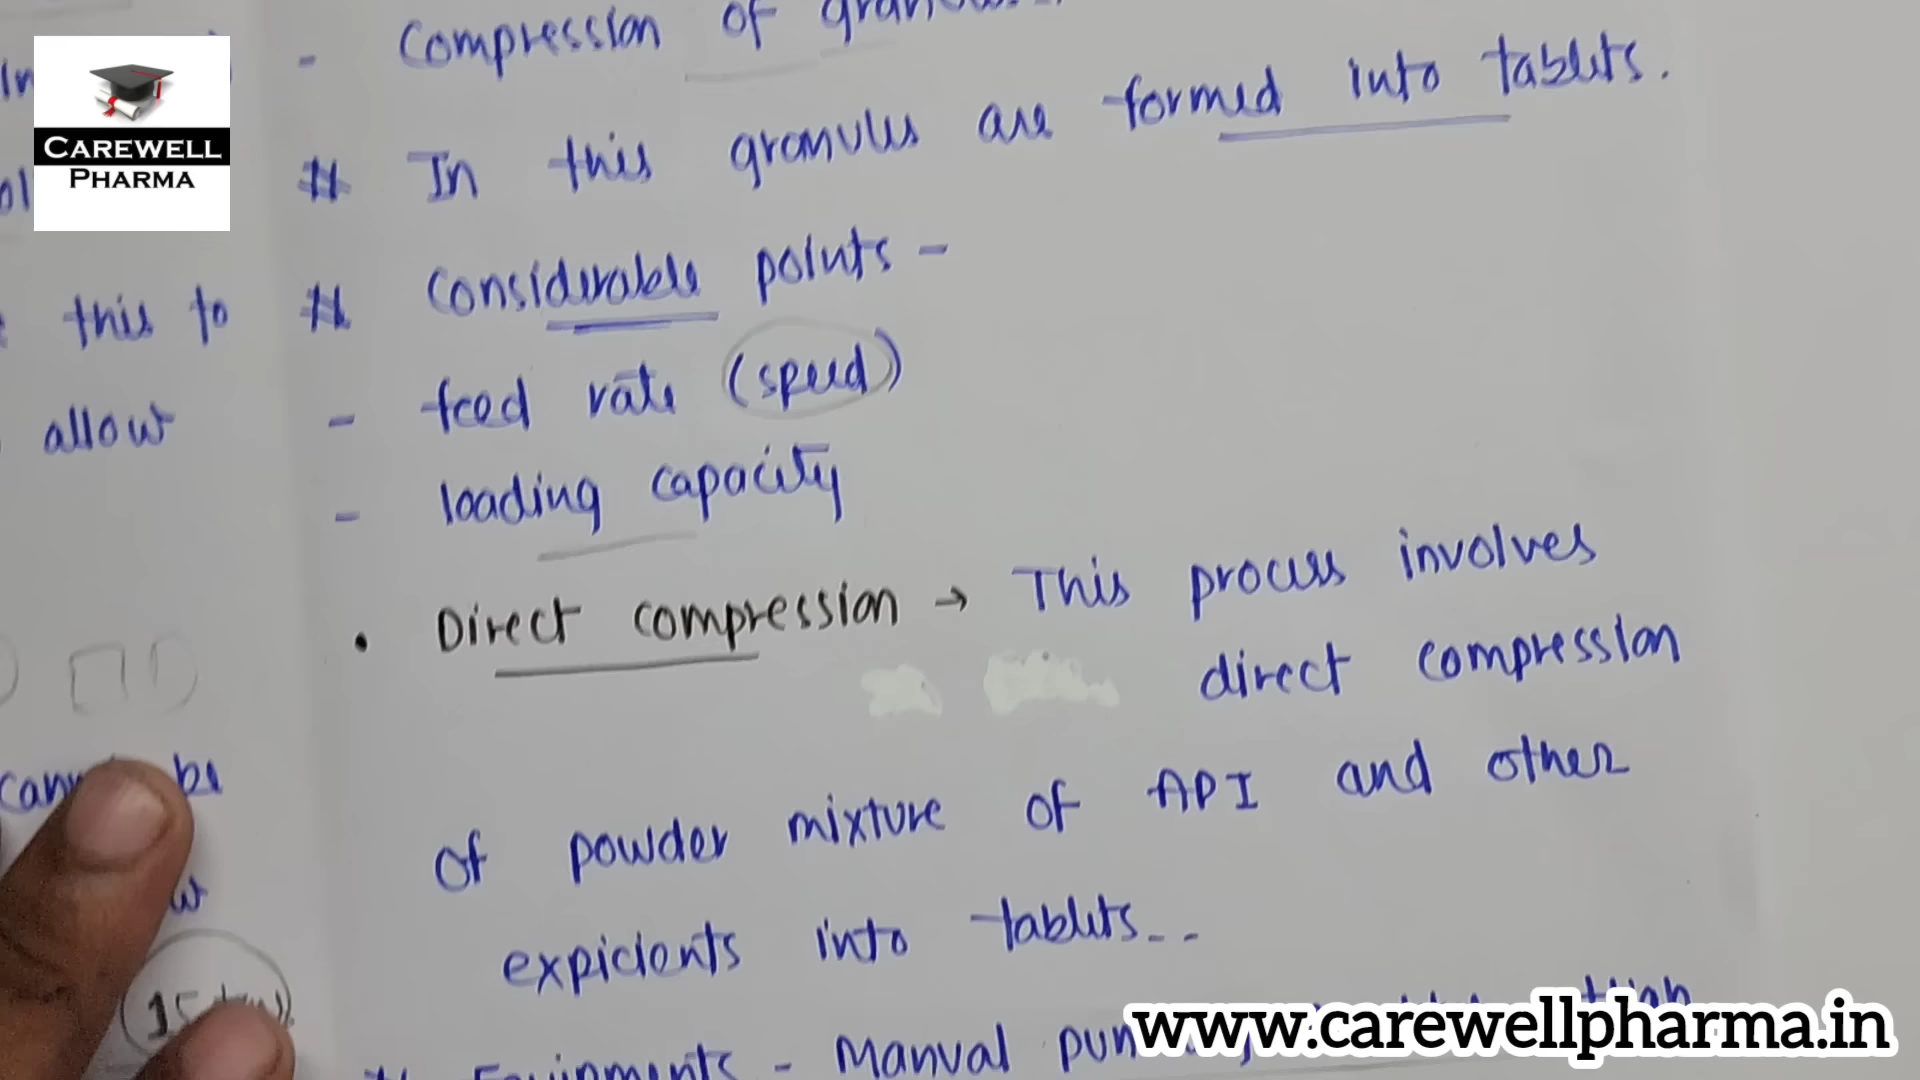 - Compression of
# In this granules are formed into tablets.
# Considerable points -
- feed rate (speed)
- loading capacity
• Direct compression → This process involves
direct compression
of powder mixture of API and other
expicients into tablets..
Equipments - Manual
this to
allow
be
CAREWELL
PHARMA
www.carewellpharma.in